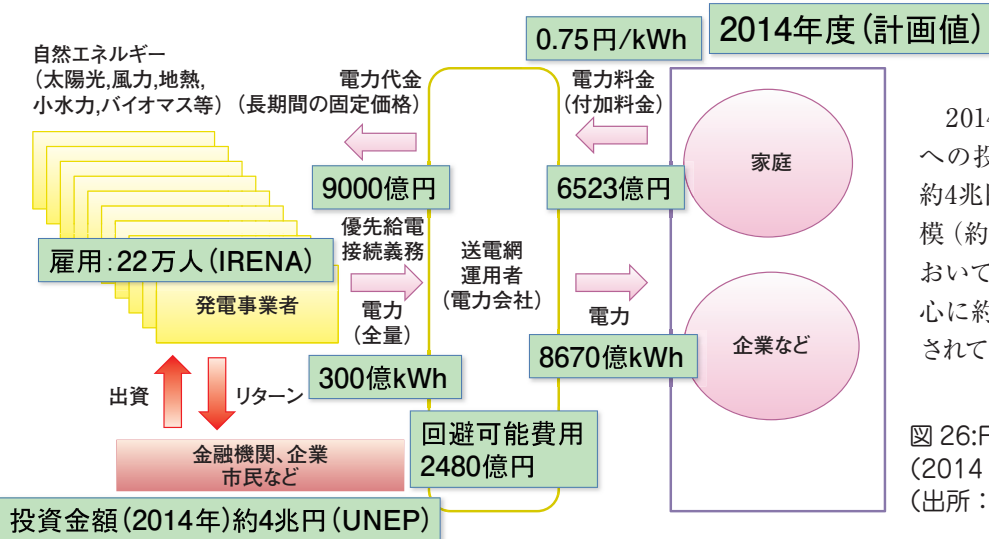 2014年度(計画値)
0.75円/kWh
自然エネルギー
(太陽光,風力,地熱,
小水力,バイオマス等)
電力代金
(長期間の固定価格)
電力料金
(付加料金)
9000億円
6523億円
家庭
雇用:22万人(IRENA)
発電事業者
優先給電
接続義務
電力
(全量)
送電網
運用者
(電力会社)
電力
企業など
300億kWh
8670億kWh
出資
リターン
回避可能費用
2480億円
金融機関、企業
市民など
投資金額(2014年)約4兆円(UNEP)
2014
への投
約4兆円
模(約
おいて
心に約
されて
図 26:F
(2014
(出所: